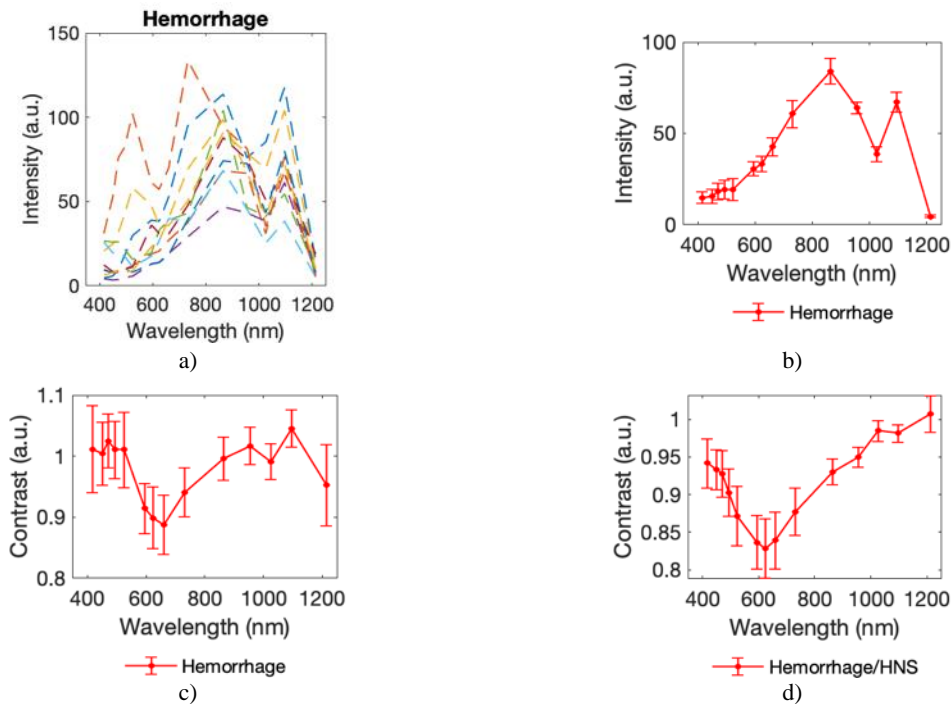 Hemorrhage
150
100
50
0
Intensity (a.u.)
400 600 800 1000 1200
Wavelength (nm)
a)
100
50
0
Intensity (a.u.)
400 600 800 1000 1200
Wavelength (nm)
Hemorrhage
b)
1.1
1
0.9
0.8
Contrast (a.u.)
400 600 800 1000 1200
Wavelength (nm)
Hemorrhage
c)
1
0.95
0.9
0.85
0.8
Contrast (a.u.)
400 600 800 1000 1200
Wavelength (nm)
Hemorrhage/HNS
d)